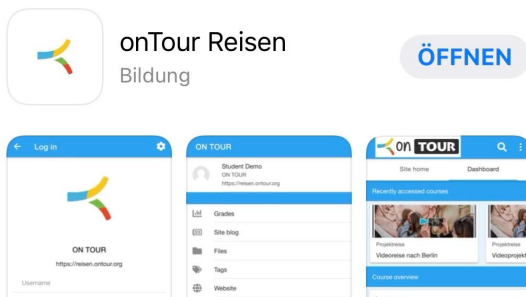 onTour Reisen
Bildung
ÖFFNEN
Log in
ON TOUR
https://reisen.ontour.org
Username
ON TOUR
Student Demo
ON TOUR
https://reisen.ontour.org
Grades
Site blog
Files
Tags
Website
on TOUR
Site home
Dashboard
Recently accessed courses
Projektreise
Videoreise nach Berlin
Projektreise
Videoprojekt
Course overview